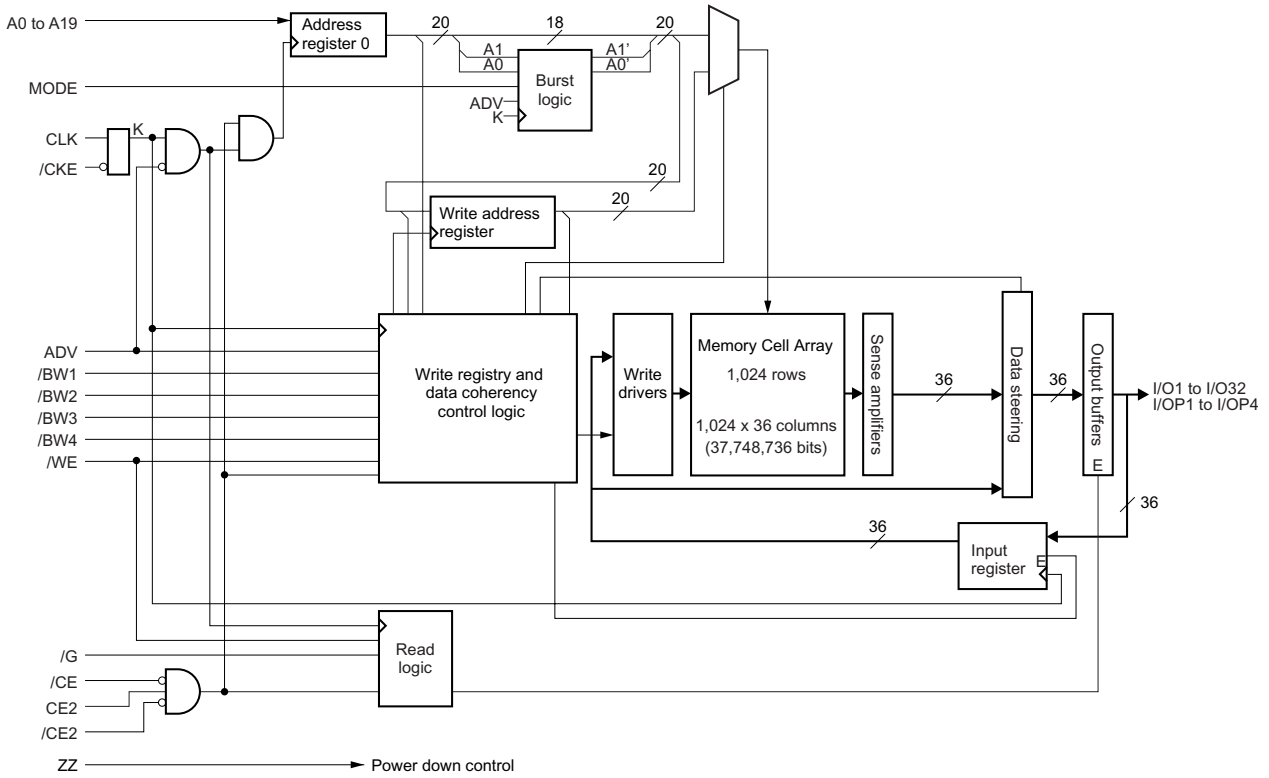 A0 to A19
Address
register 0
20
18
20
A1
A0
A1'
A0'
Burst
logic
MODE
ADV
K
CLK
K
/CKE
20
Write address
register
20
ADV
/BW1
/BW2
/BW3
/BW4
/WE
Write registry and
data coherency
control logic
Write
drivers
Memory Cell Array
1,024 rows
1,024 x 36 columns
(37,748,736 bits)
Sense amplifiers
36
Data steering
36
Output buffers
E
I/O1 to I/O32
I/OP1 to I/OP4
36
36
Input
register
E
Read
logic
/G
/CE
CE2
/CE2
ZZ
Power down control